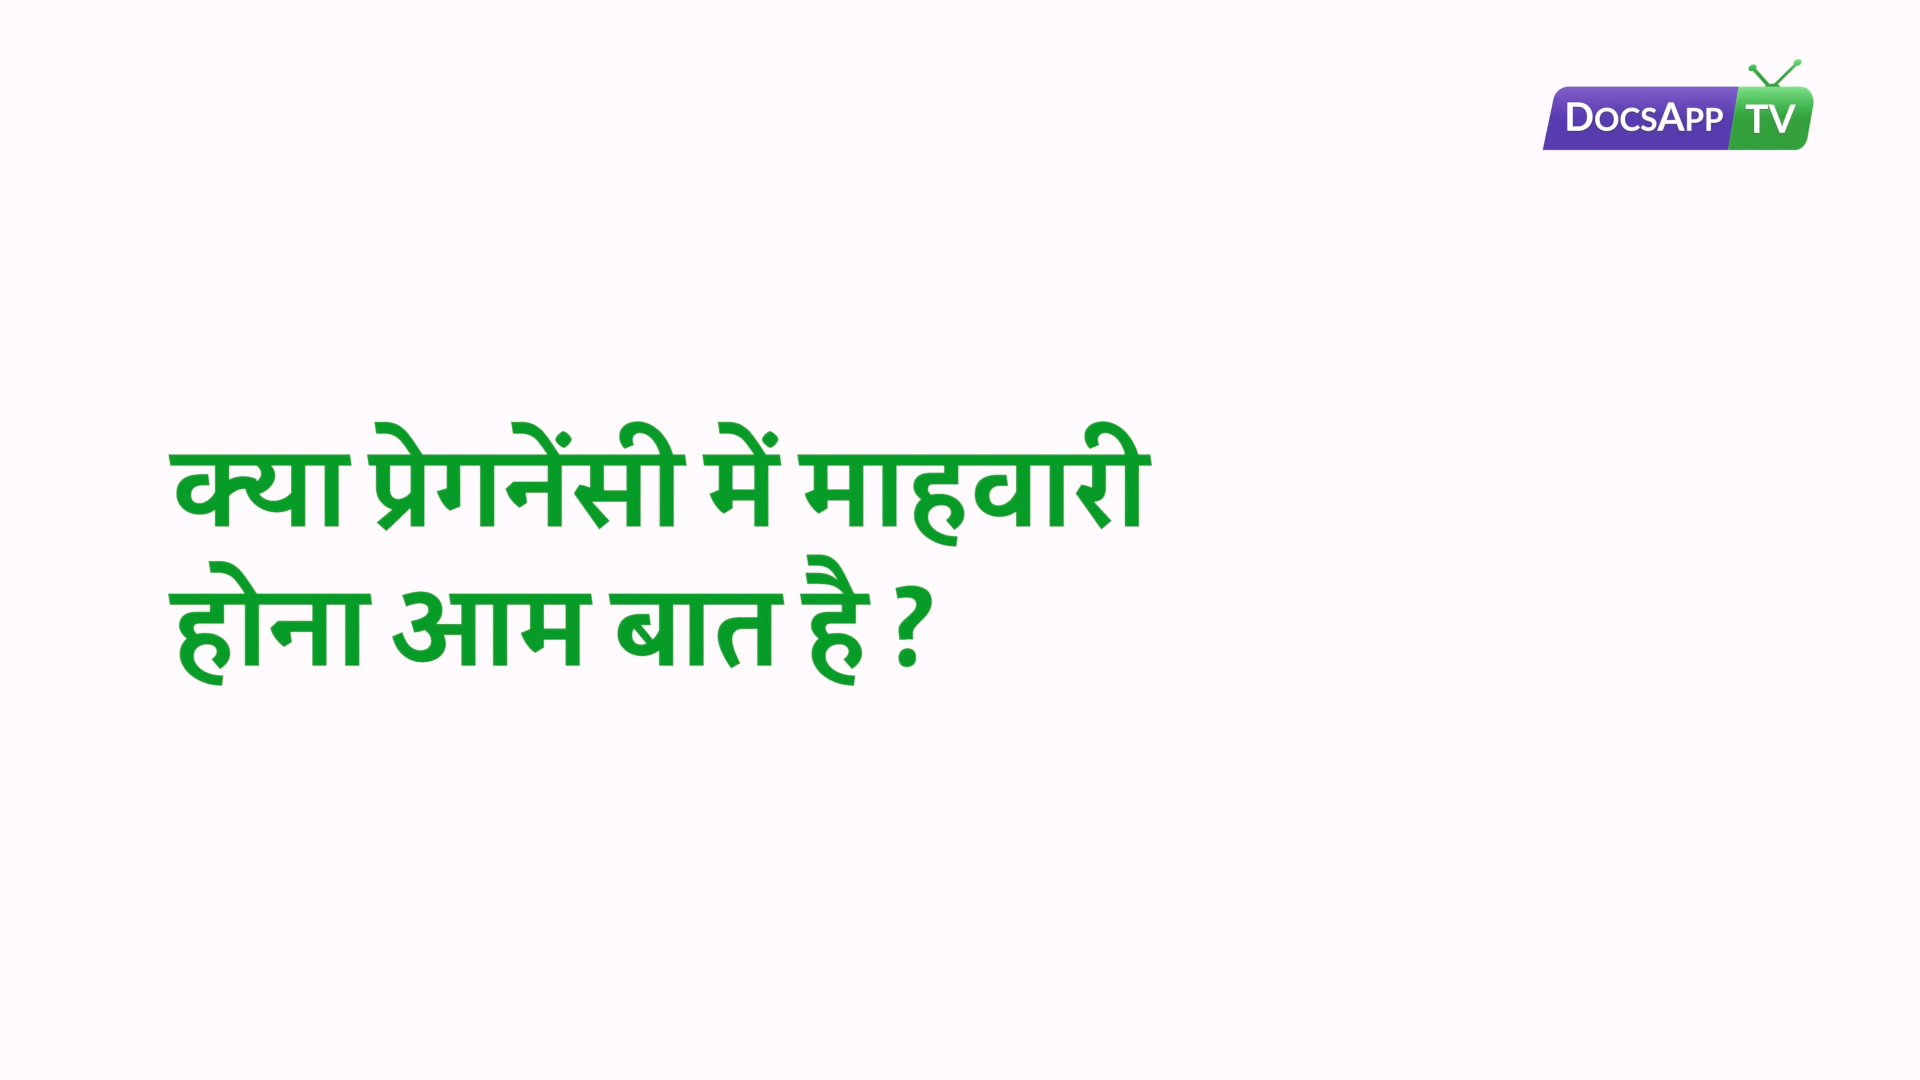 DOCSAPP TV
क्या प्रेगनेंसी में माहवारी
होना आम बात है ?